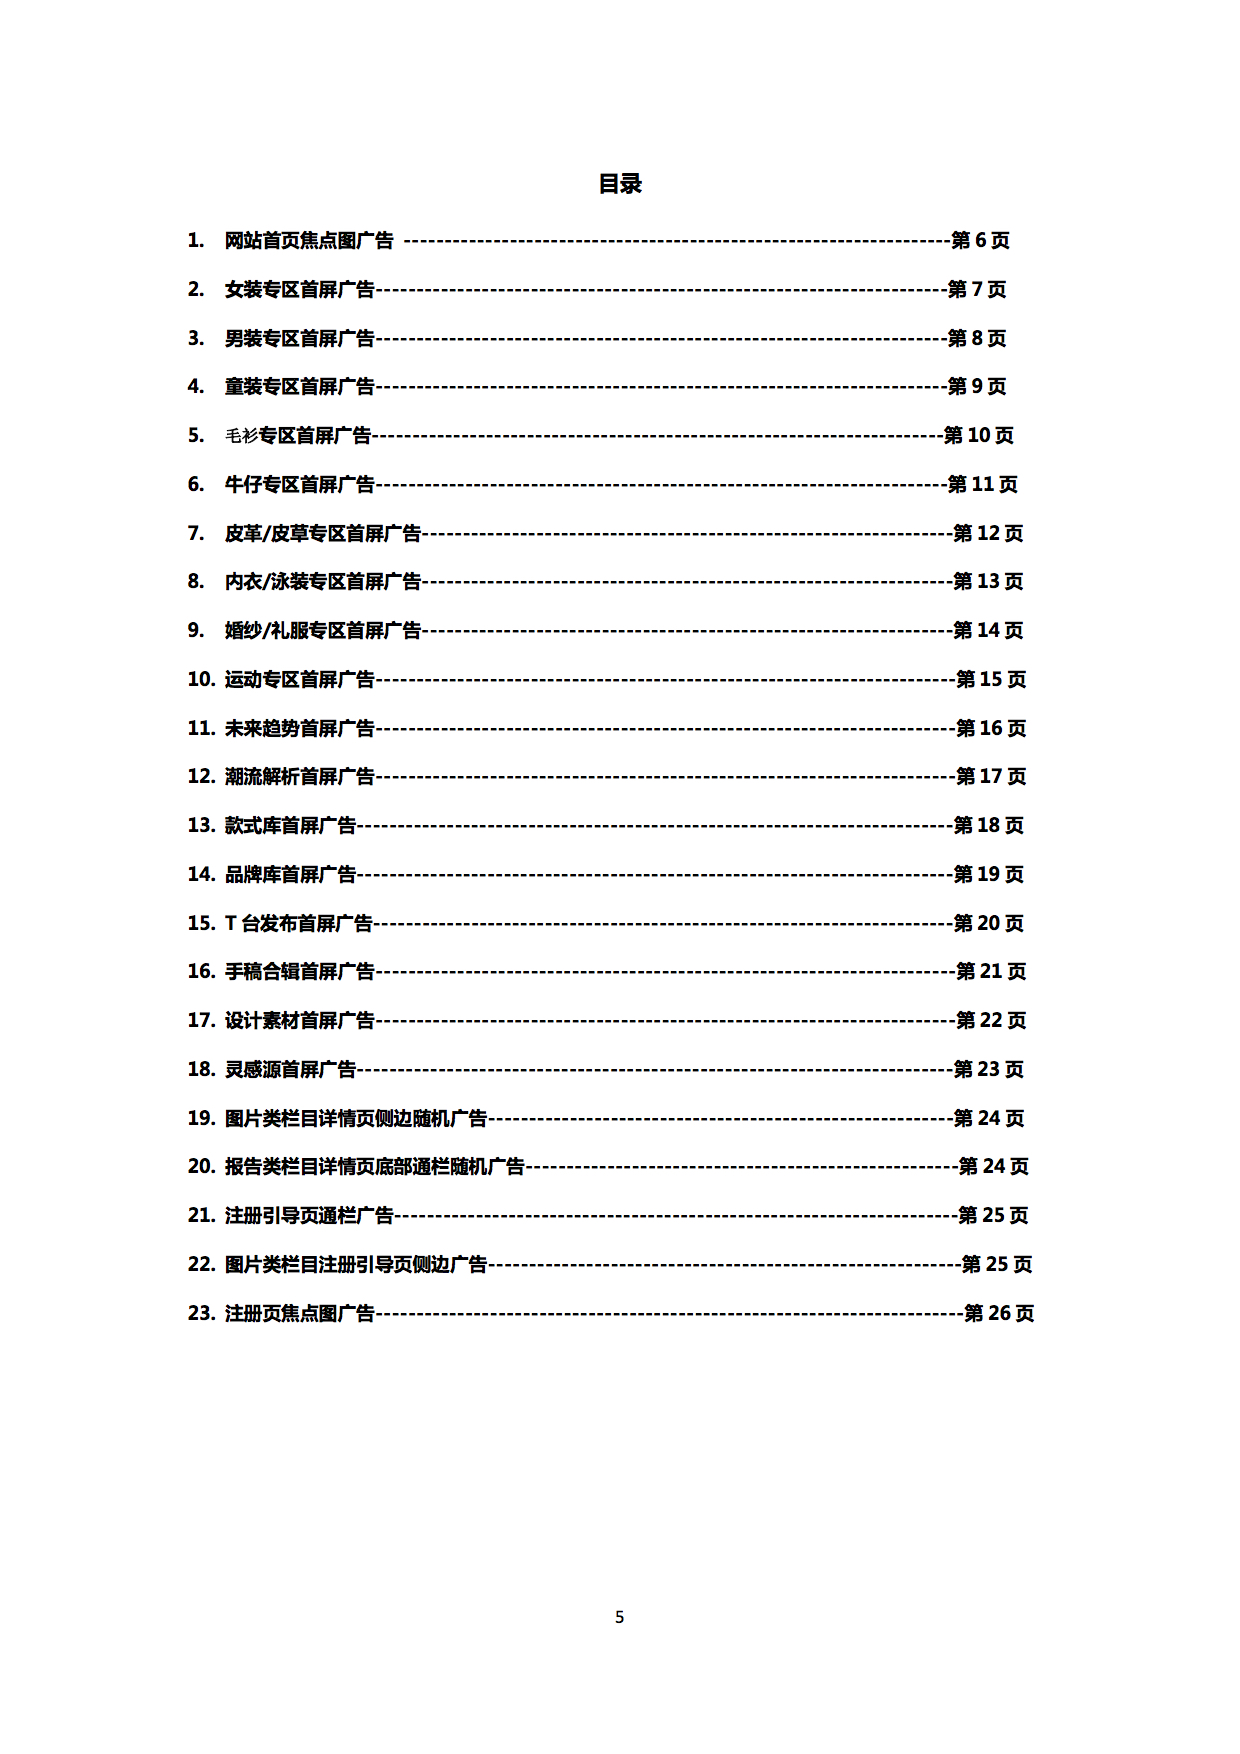 目录
1. 网站首页焦点图广告 -------------------------------------------------------------------第 6 页
2. 女装专区首屏广告----------------------------------------------------------------------第 7 页
3. 男装专区首屏广告----------------------------------------------------------------------第 8 页
4. 童装专区首屏广告----------------------------------------------------------------------第 9 页
5. 毛衫专区首屏广告----------------------------------------------------------------------第 10 页
6. 牛仔专区首屏广告----------------------------------------------------------------------第 11 页
7. 皮革/皮草专区首屏广告-----------------------------------------------------------------第 12 页
8. 内衣/泳装专区首屏广告-----------------------------------------------------------------第 13 页
9. 婚纱/礼服专区首屏广告-----------------------------------------------------------------第 14 页
10. 运动专区首屏广告-----------------------------------------------------------------------第 15 页
11. 未来趋势首屏广告-----------------------------------------------------------------------第 16 页
12. 潮流解析首屏广告-----------------------------------------------------------------------第 17 页
13. 款式库首屏广告-------------------------------------------------------------------------第 18 页
14. 品牌库首屏广告-------------------------------------------------------------------------第 19 页
15. T 台发布首屏广告-----------------------------------------------------------------------第 20 页
16. 手稿合辑首屏广告-----------------------------------------------------------------------第 21 页
17. 设计素材首屏广告-----------------------------------------------------------------------第 22 页
18. 灵感源首屏广告-------------------------------------------------------------------------第 23 页
19. 图片类栏目详情页侧边随机广告---------------------------------------------------------第 24 页
20. 报告类栏目详情页底部通栏随机广告-----------------------------------------------------第 24 页
21. 注册引导页通栏广告---------------------------------------------------------------------第 25 页
22. 图片类栏目注册引导页侧边广告----------------------------------------------------------第 25 页
23. 注册页焦点图广告------------------------------------------------------------------------第 26 页
5